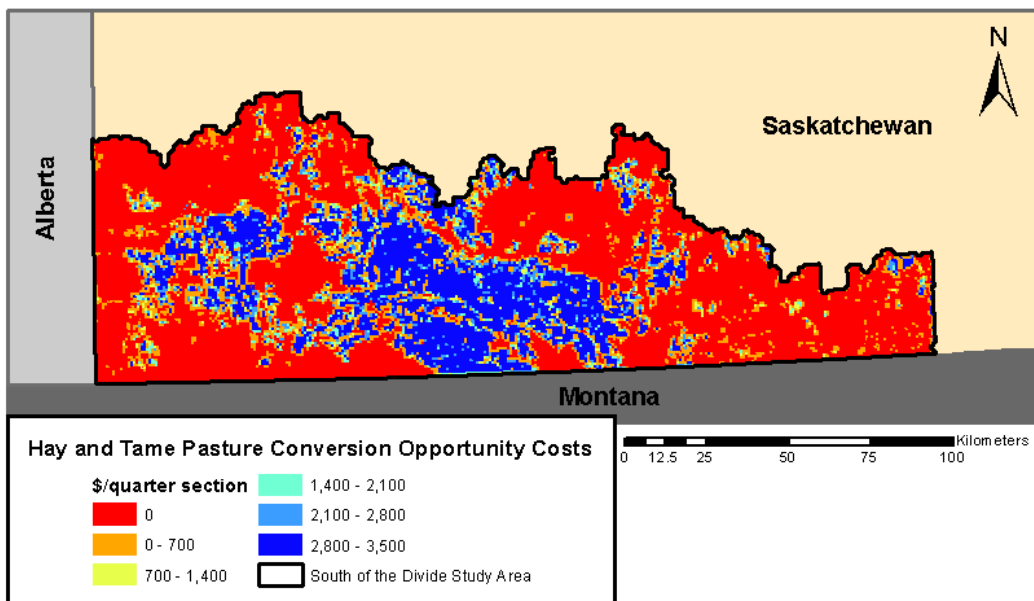 N
Saskatchewan
Alberta
Montana
Hay and Tame Pasture Conversion Opportunity Costs
$/quarter section
0
0 - 700
700 - 1,400
1,400 - 2,100
2,100 - 2,800
2,800 - 3,500
South of the Divide Study Area
Kilometers
0 12.5 25 50 75 100